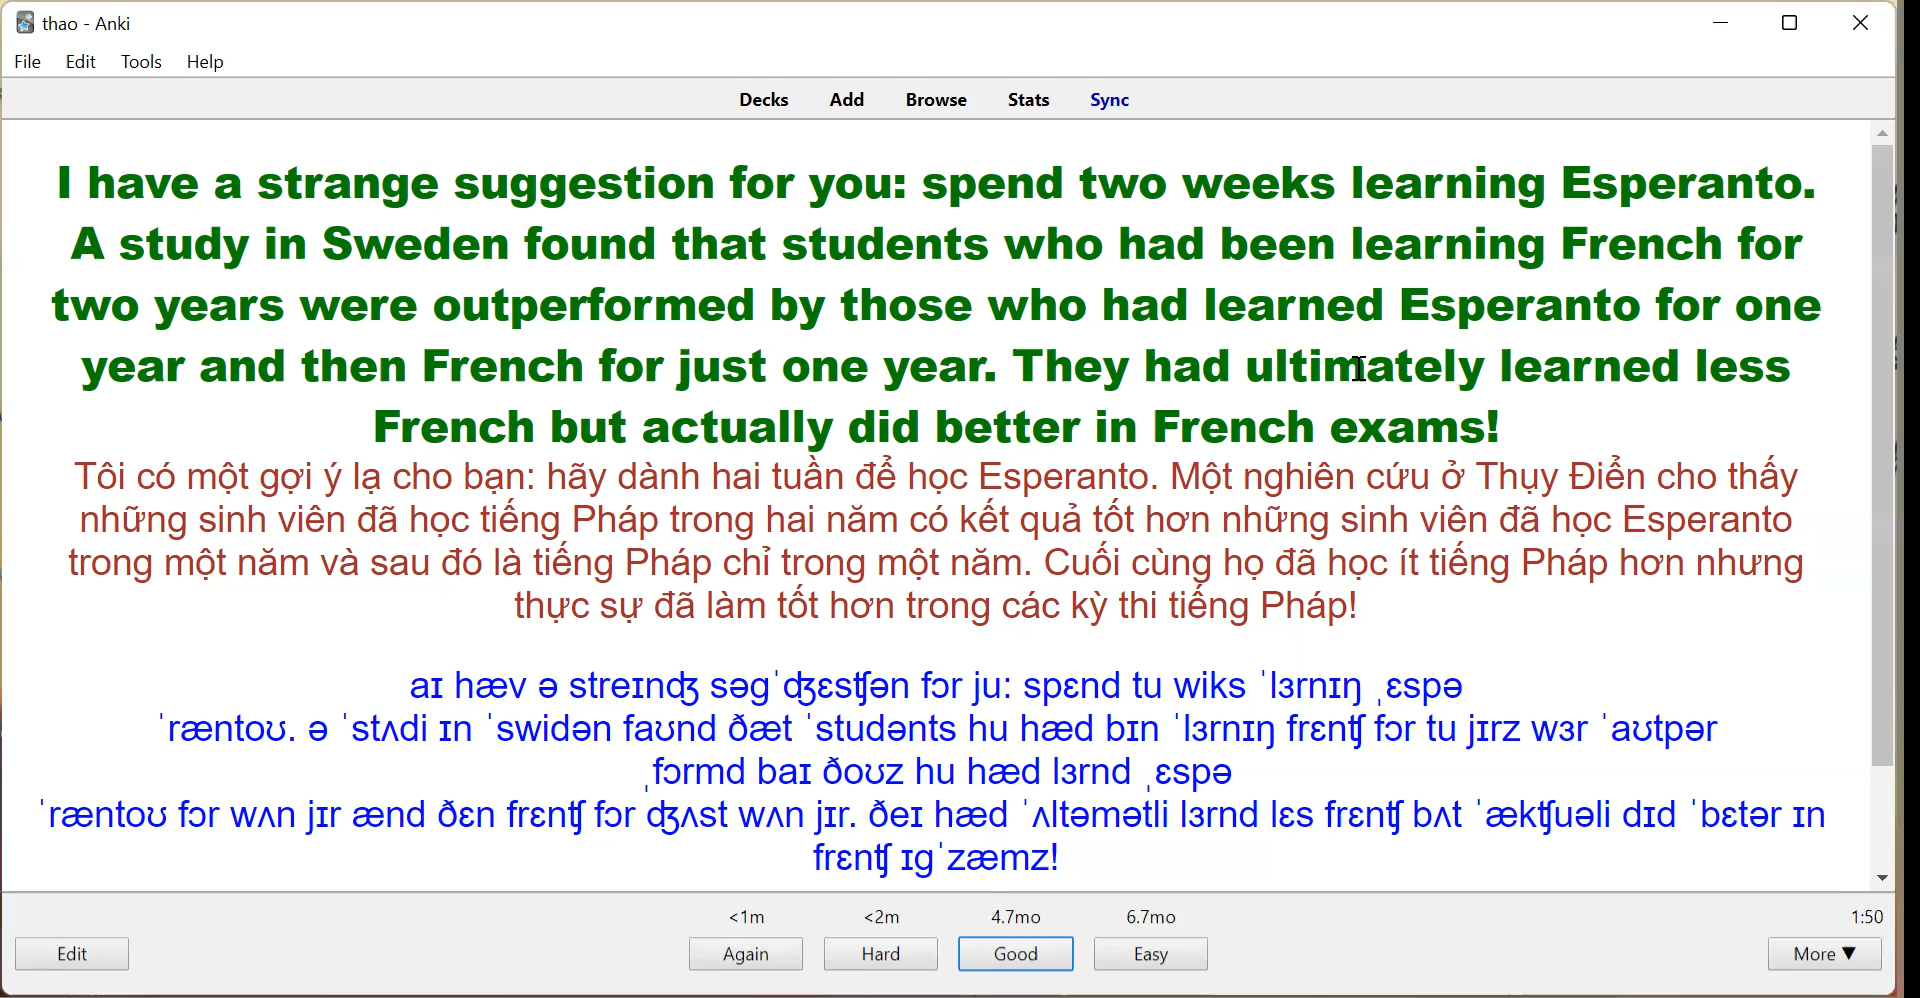 thao - Anki
File Edit Tools Help
Decks Add Browse Stats Sync
I have a strange suggestion for you: spend two weeks learning Esperanto.
A study in Sweden found that students who had been learning French for
two years were outperformed by those who had learned Esperanto for one
year and then French for just one year. They had ultimately learned less
French but actually did better in French exams!
Tôi có một gợi ý lạ cho bạn: hãy dành hai tuần để học Esperanto. Một nghiên cứu ở Thụy Điển cho thấy
những sinh viên đã học tiếng Pháp trong hai năm có kết quả tốt hơn những sinh viên đã học Esperanto
trong một năm và sau đó là tiếng Pháp chỉ trong một năm. Cuối cùng họ đã học ít tiếng Pháp hơn nhưng
thực sự đã làm tốt hơn trong các kỳ thi tiếng Pháp!
aɪ hæv ə streɪnʤ səgˈʤɛsʧən fɔr ju: spɛnd tu wiks ˈlɜrnɪŋ ˌɛspə
ˈræntoʊ. ə ˈstʌdi ɪn ˈswidən faʊnd ðæt ˈstudənts hu hæd bɪn ˈlɜrnɪŋ frɛnʧ fɔr tu jɪrz wɜr ˈaʊtpər
ˌfɔrmd baɪ ðoʊz hu hæd lɜrnd ˌɛspə
ˈræntoʊ fɔr wʌn jɪr ænd ðɛn frɛnʧ fɔr ʤʌst wʌn jɪr. ðeɪ hæd ˈʌltəmətli lɜrnd lɛs frɛnʧ bʌt ˈækʧuəli dɪd ˈbɛtər ɪn
frɛnʧ ɪgˈzæmz!
<1m <2m 4.7mo 6.7mo 1:50
Edit Again Hard Good Easy More ▼